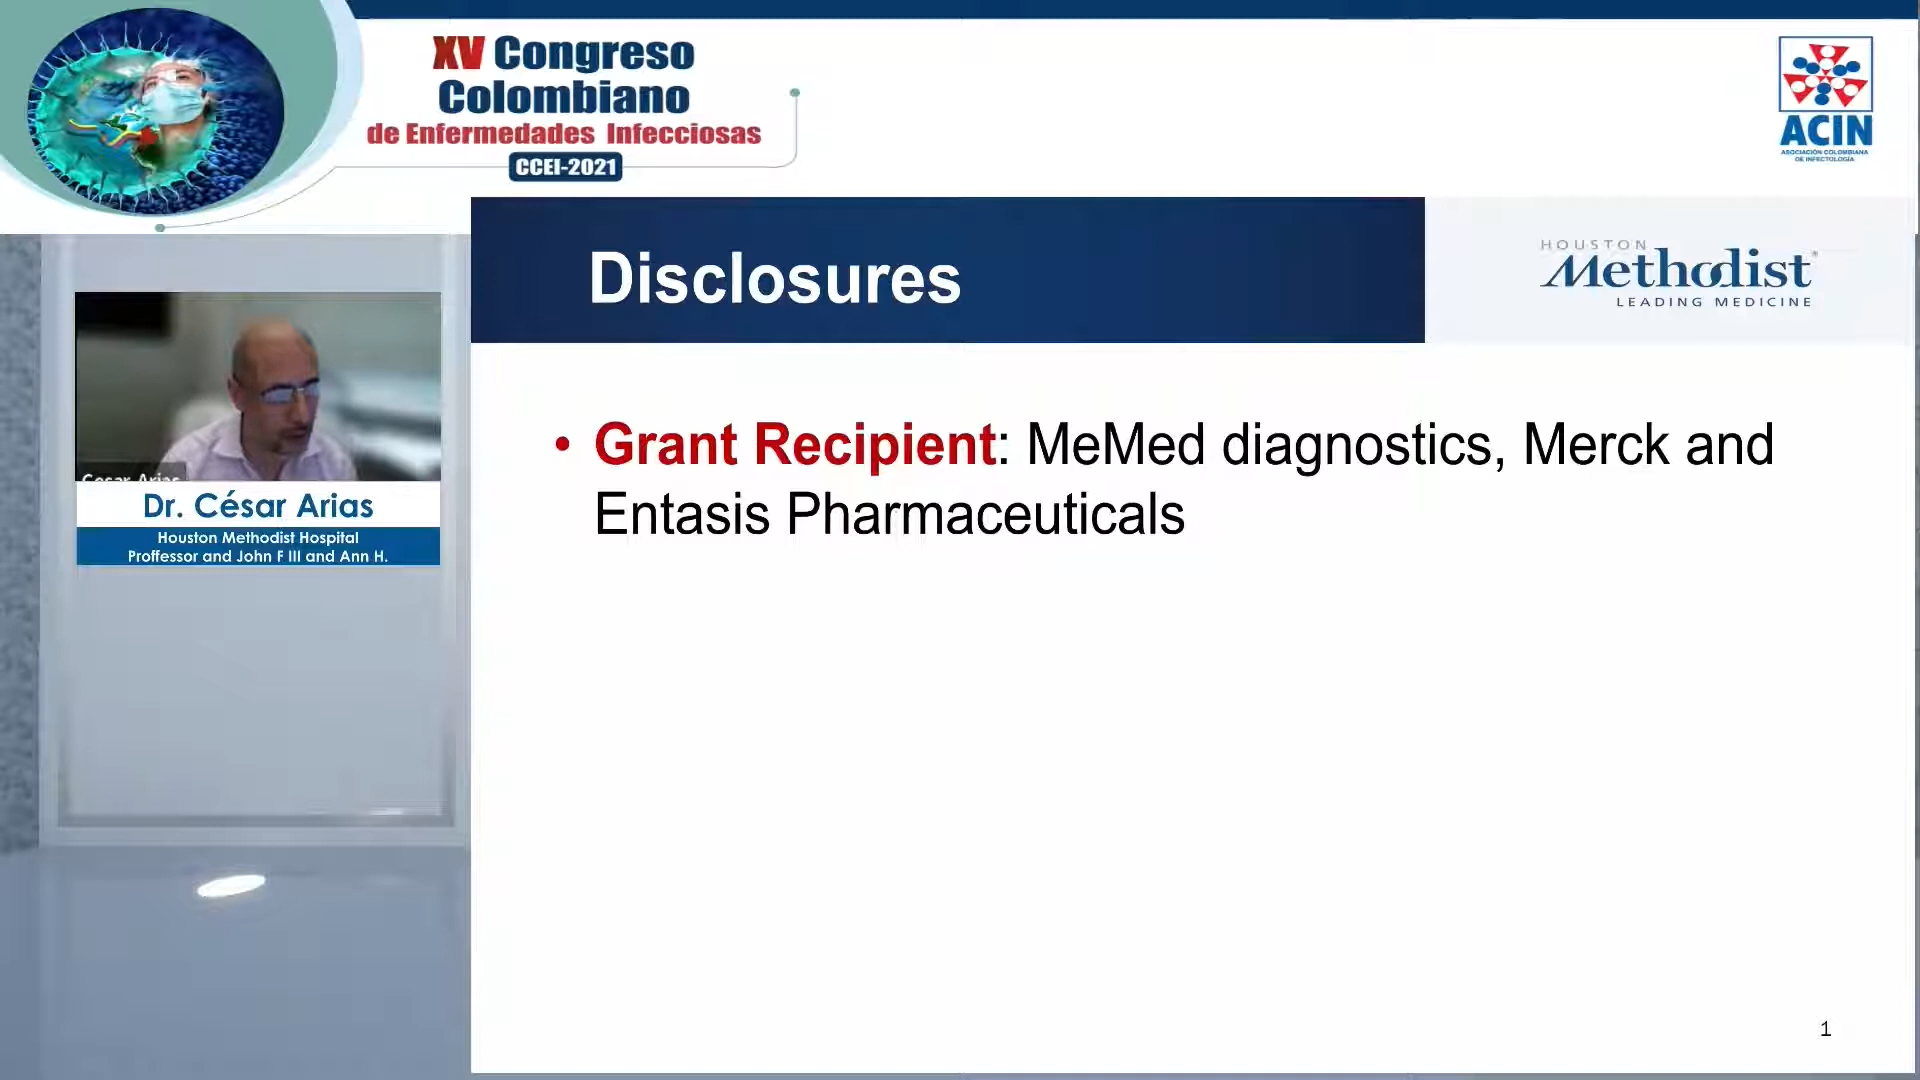 XV Congreso
Colombiano
de Enfermedades Infecciosas
CCEI-2021
ACIN
ASOCIACIÓN COLOMBIANA
DE INFECTOLOGÍA
Disclosures
HOUSTON
Methodist
LEADING MEDICINE
Cesar Arias
Dr. César Arias
Houston Methodist Hospital
Proffessor and John F III and Ann H.
• Grant Recipient: MeMed diagnostics, Merck and
Entasis Pharmaceuticals
1